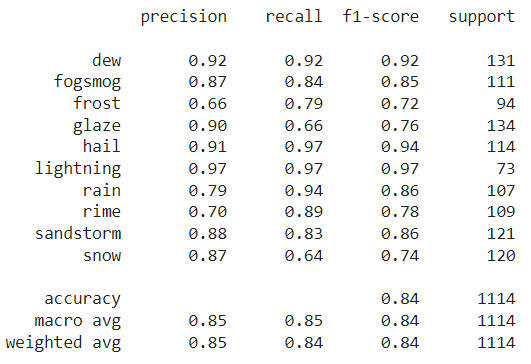 precision recall f1-score support
dew 0.92 0.92 0.92 131
fogsmog 0.87 0.84 0.85 111
frost 0.66 0.79 0.72 94
glaze 0.90 0.66 0.76 134
hail 0.91 0.97 0.94 114
lightning 0.97 0.97 0.97 73
rain 0.79 0.94 0.86 107
rime 0.70 0.89 0.78 109
sandstorm 0.88 0.83 0.86 121
snow 0.87 0.64 0.74 120
accuracy 0.84 1114
macro avg 0.85 0.85 0.84 1114
weighted avg 0.85 0.84 0.84 1114